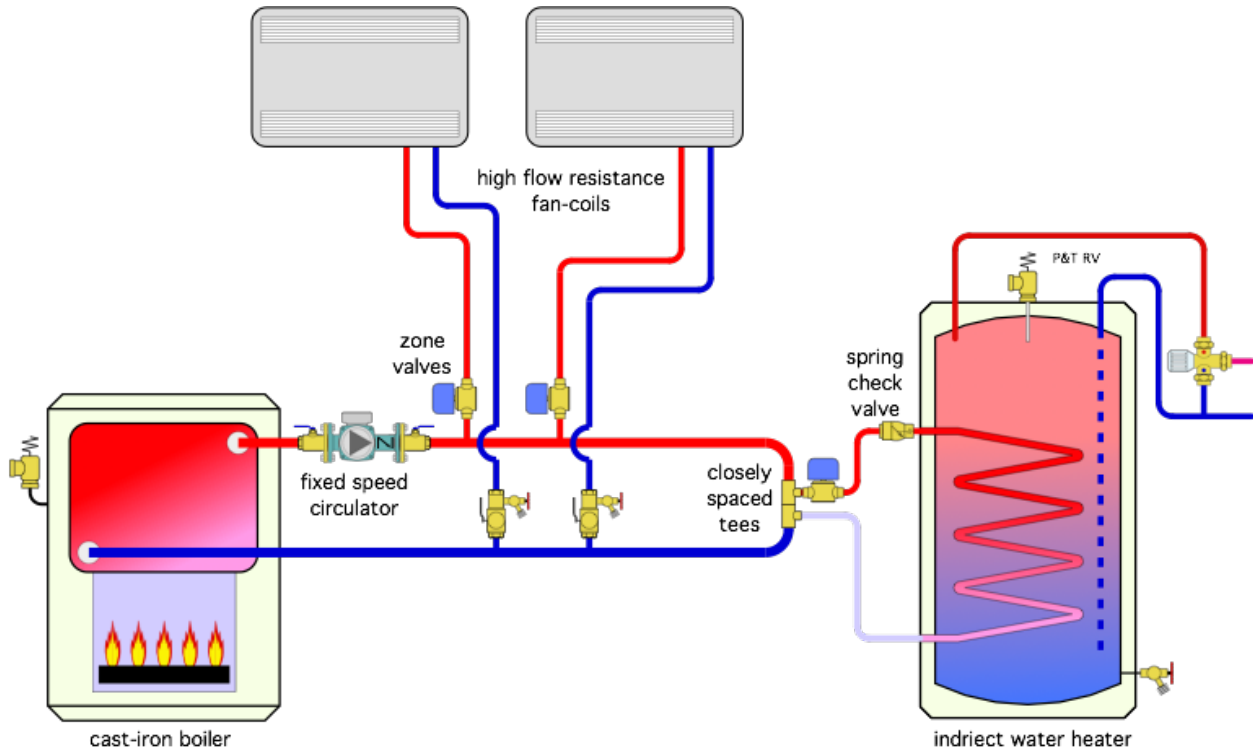 high flow resistance
fan-coils
P&T RV
zone
valves
spring
check
valve
fixed speed
circulator
closely
spaced
tees
cast-iron boiler
indriect water heater